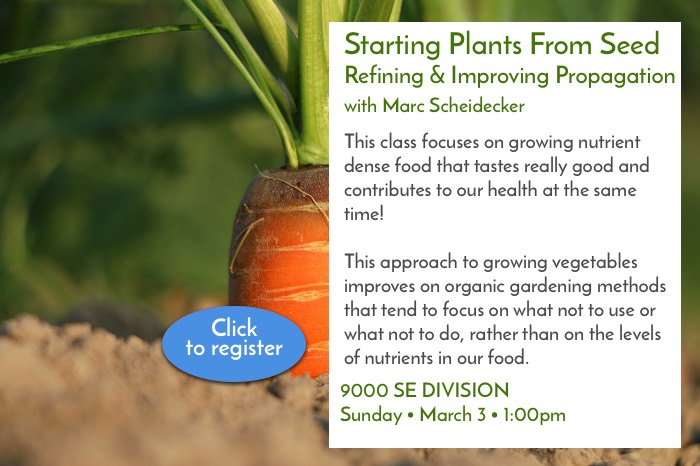 Starting Plants From Seed
Refining & Improving Propagation
with Marc Scheidecker
This class focuses on growing nutrient
dense food that tastes really good and
contributes to our health at the same
time!
This approach to growing vegetables
improves on organic gardening methods
that tend to focus on what not to use or
what not to do, rather than on the levels
of nutrients in our food.
9000 SE DIVISION
Sunday • March 3 • 1:00pm
Click
to register